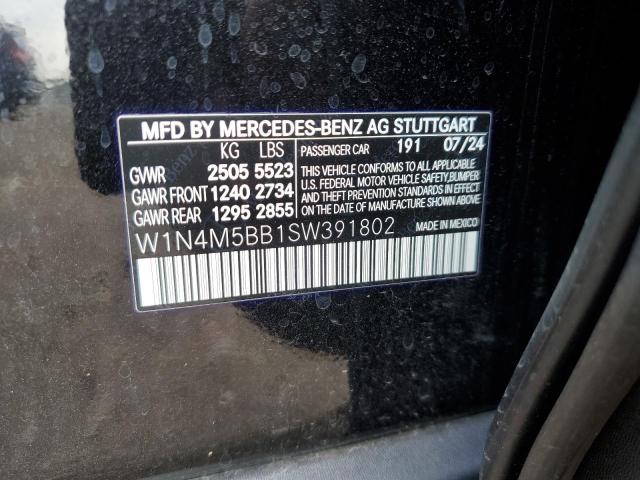 MFD BY MERCEDES-BENZ AG STUTTGART
KG LBS PASSENGER CAR 191 07/24
GVWR 2505 5523
GAWR FRONT 1240 2734
GAWR REAR 1295 2855
THIS VEHICLE CONFORMS TO ALL APPLICABLE
U.S. FEDERAL MOTOR VEHICLE SAFETY,BUMPER
AND THEFT PREVENTION STANDARDS IN EFFECT
ON THE DATE OF MANUFACTURE SHOWN ABOVE.
W1N4M5BB1SW391802 MADE IN MEXICO